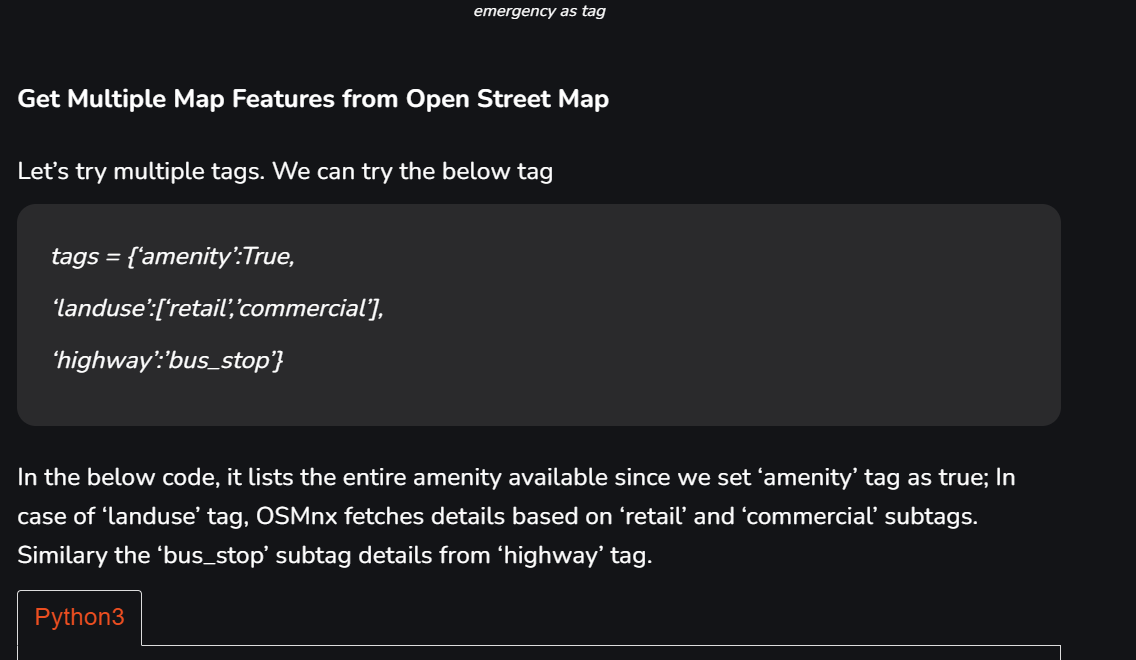 emergency as tag
Get Multiple Map Features from Open Street Map
Let’s try multiple tags. We can try the below tag
tags = {‘amenity’:True,
‘landuse’:[‘retail’,’commercial’],
‘highway’:’bus_stop’}
In the below code, it lists the entire amenity available since we set ‘amenity’ tag as true; In
case of ‘landuse’ tag, OSMnx fetches details based on ‘retail’ and ‘commercial’ subtags.
Similary the ‘bus_stop’ subtag details from ‘highway’ tag.
Python3